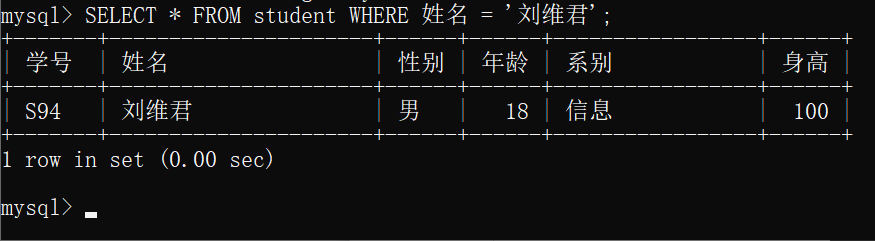 mysql> SELECT * FROM student WHERE 姓名 = '刘维君';
+------+--------------------+------+------+----------------+------+
| 学号 | 姓名 | 性别 | 年龄 | 系别 | 身高 |
+------+--------------------+------+------+----------------+------+
| S94 | 刘维君 | 男 | 18 | 信息 | 100 |
+------+--------------------+------+------+----------------+------+
1 row in set (0.00 sec)
mysql>